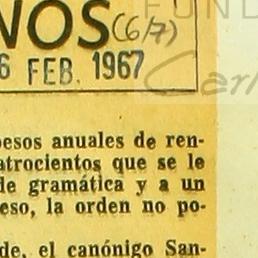 NOS (6/7)
FUND
6 FEB. 1967
Carl
pesos anuales de ren-
atrocientos que se le
de gramática y a un
eso, la orden no po-
de, el canónigo San-